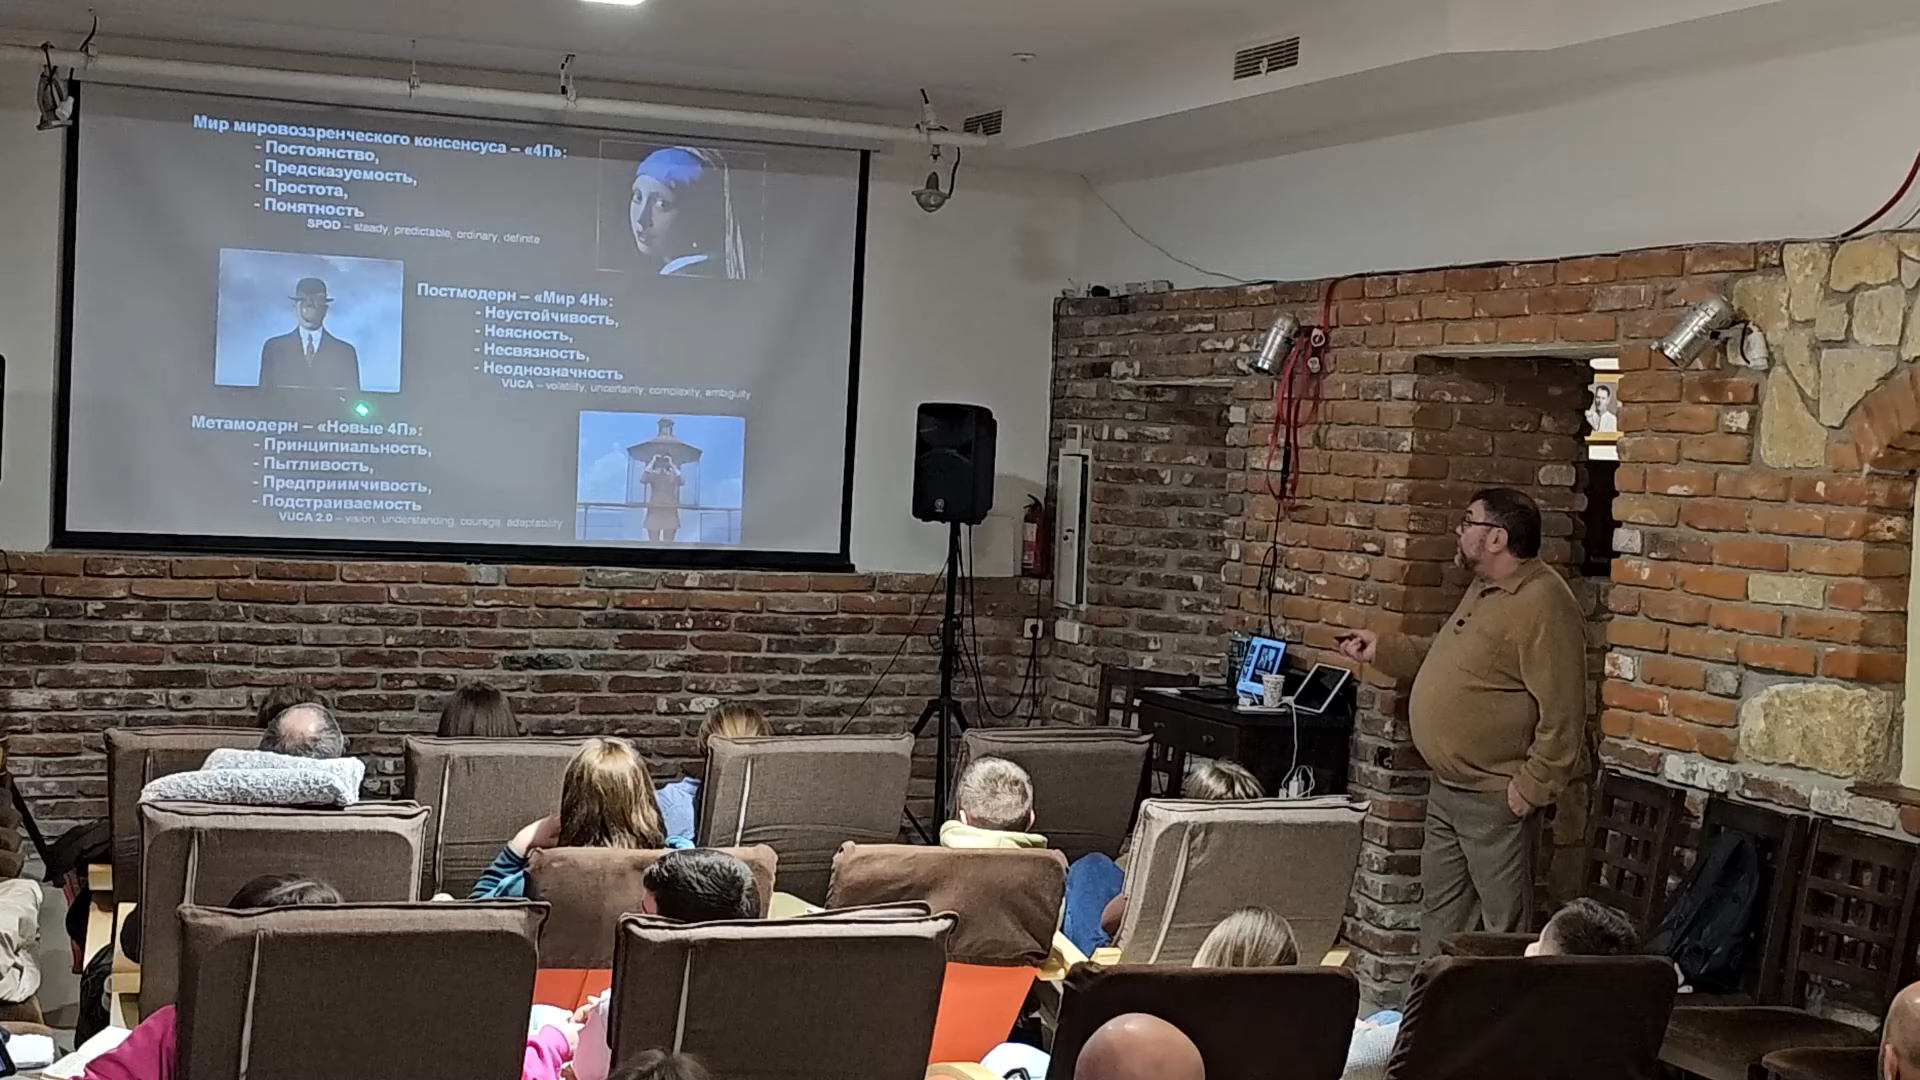 Мир мировоззренческого консенсуса – «4П»:
- Постоянство,
- Предсказуемость,
- Простота,
- Понятность
SPOD – steady, predictable, ordinary, definite
Постмодерн – «Мир 4Н»:
- Неустойчивость,
- Неясность,
- Несвязность,
- Неоднозначность
VUCA – volatility, uncertainty, complexity, ambiguity
Метамодерн – «Новые 4П»:
- Принципиальность,
- Пытливость,
- Предприимчивость,
- Подстраиваемость
VUCA 2.0 – vision, understanding, courage, adaptability